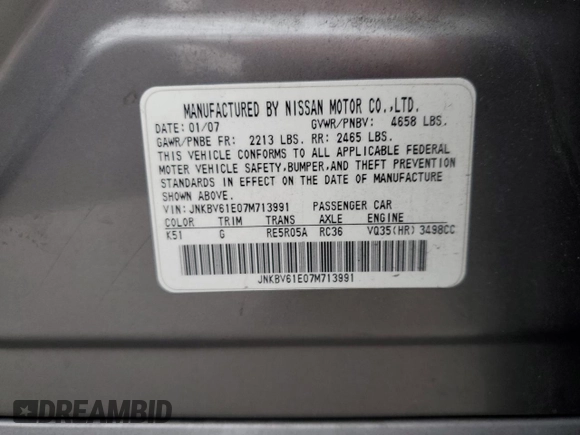 MANUFACTURED BY NISSAN MOTOR CO.,LTD.
DATE: 01/07 GVWR/PNBV: 4658 LBS.
GAWR/PNBE FR: 2213 LBS. RR: 2465 LBS.
THIS VEHICLE CONFORMS TO ALL APPLICABLE FEDERAL
MOTOR VEHICLE SAFETY,BUMPER,AND THEFT PREVENTION
STANDARDS IN EFFECT ON THE DATE OF MANUFACTURE
SHOWN ABOVE.
VIN: JNKBV61E07M713991 PASSENGER CAR
COLOR TRIM TRANS AXLE ENGINE
K51 G RE5R05A RC36 VQ35(HR) 3498CC
JNKBV61E07M713991
DREAMBID